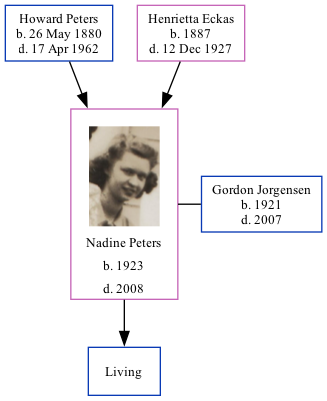 Howard Peters
b. 26 May 1880
d. 17 Apr 1962
Henrietta Eckas
b. 1887
d. 12 Dec 1927
Nadine Peters
b. 1923
d. 2008
Gordon Jorgensen
b. 1921
d. 2007
Living